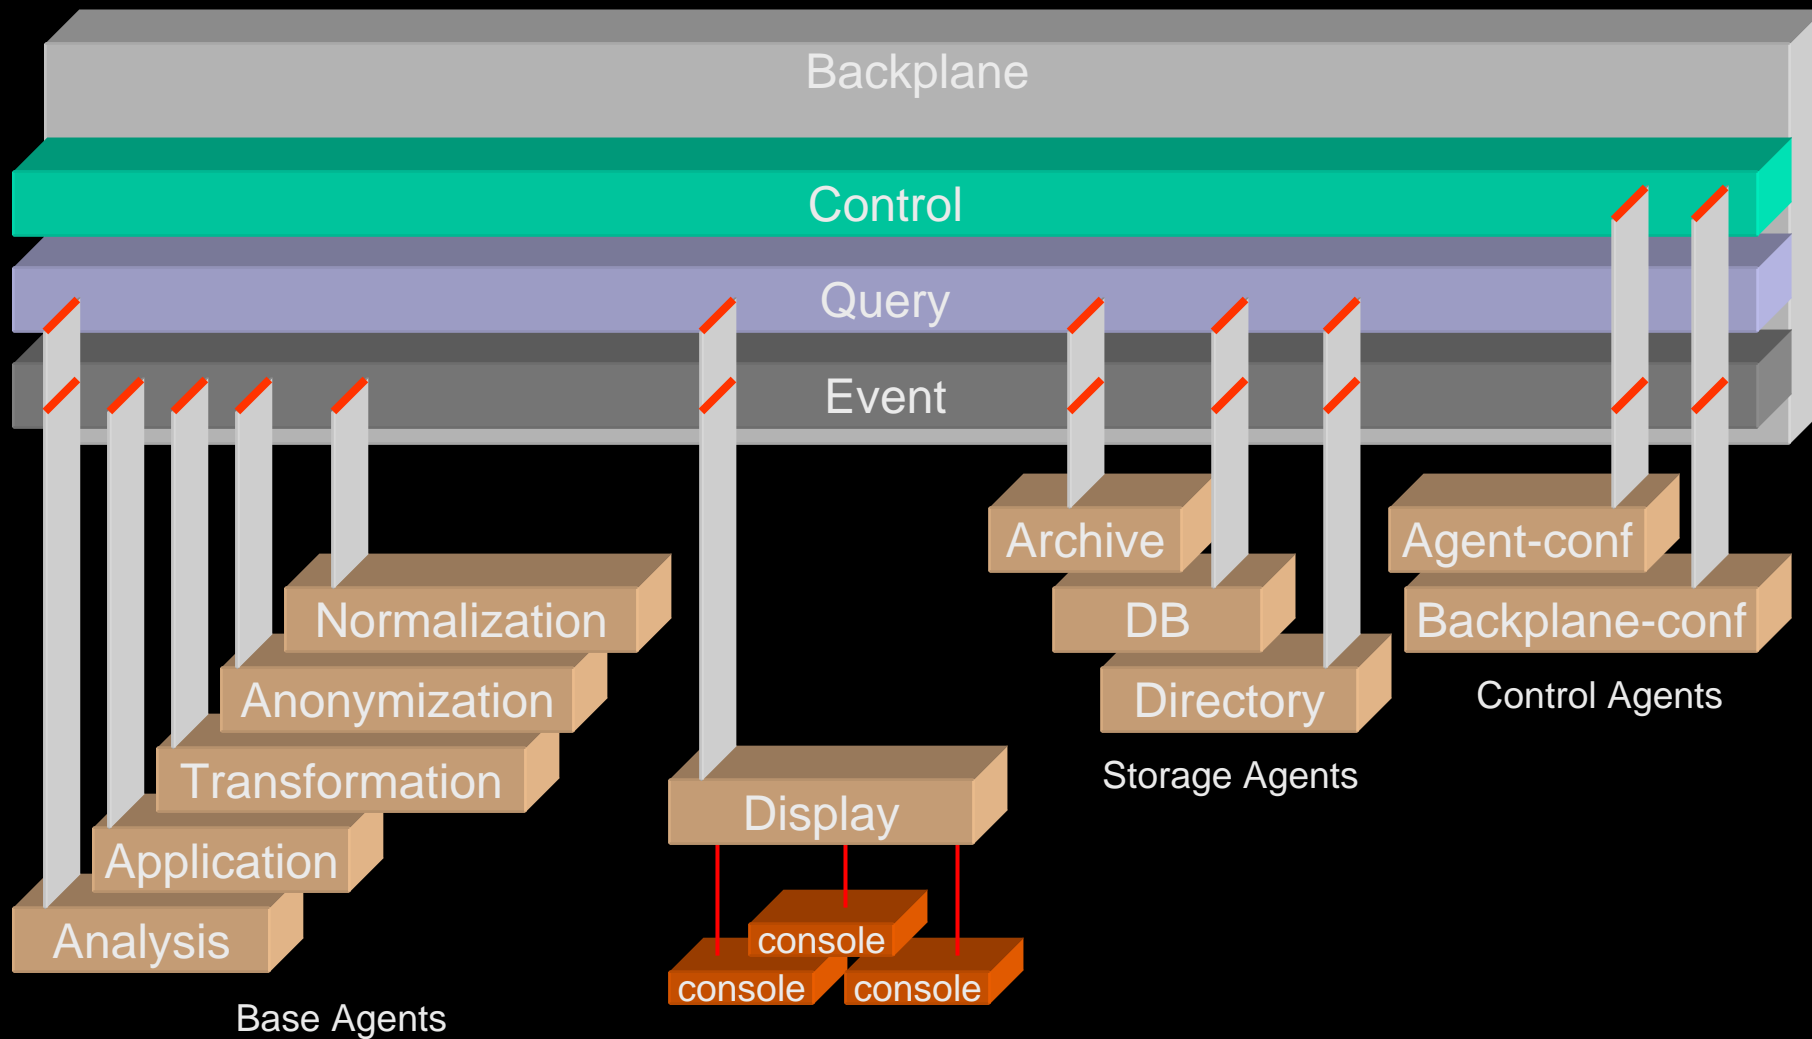 Backplane
Control
Query
Event
Archive
Agent-conf
Normalization
DB
Backplane-conf
Anonymization
Directory
Control Agents
Transformation
Storage Agents
Display
Application
Analysis
console
console
console
Base Agents